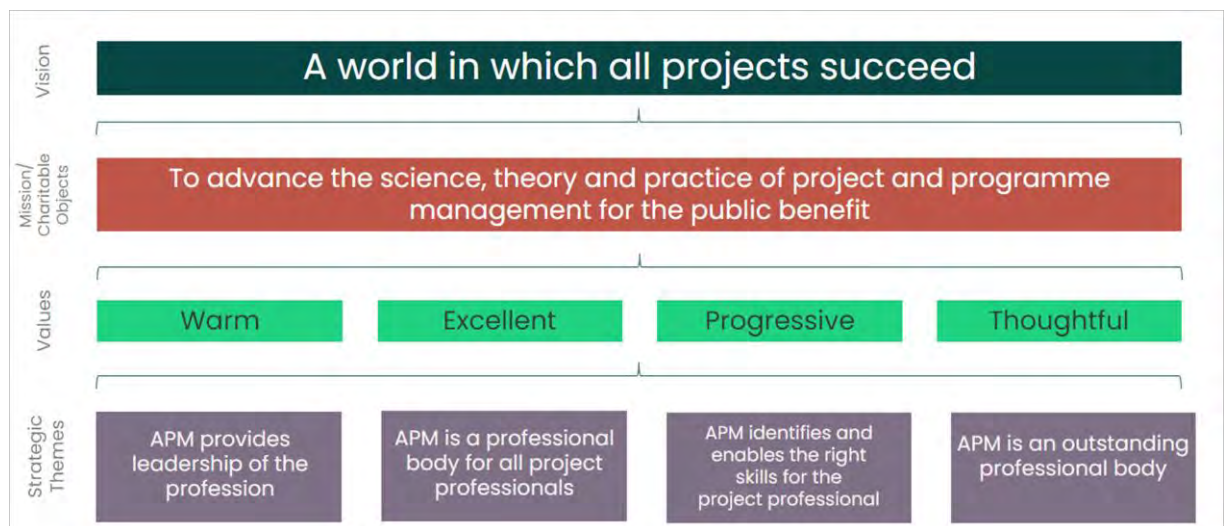 Vision
A world in which all projects succeed
Mission/
Charitable
Objects
To advance the science, theory and practice of project and programme
management for the public benefit
Values
Warm
Excellent
Progressive
Thoughtful
Strategic
Themes
APM provides
leadership of the
profession
APM is a professional
body for all project
professionals
APM identifies and
enables the right
skills for the
project professional
APM is an outstanding
professional body